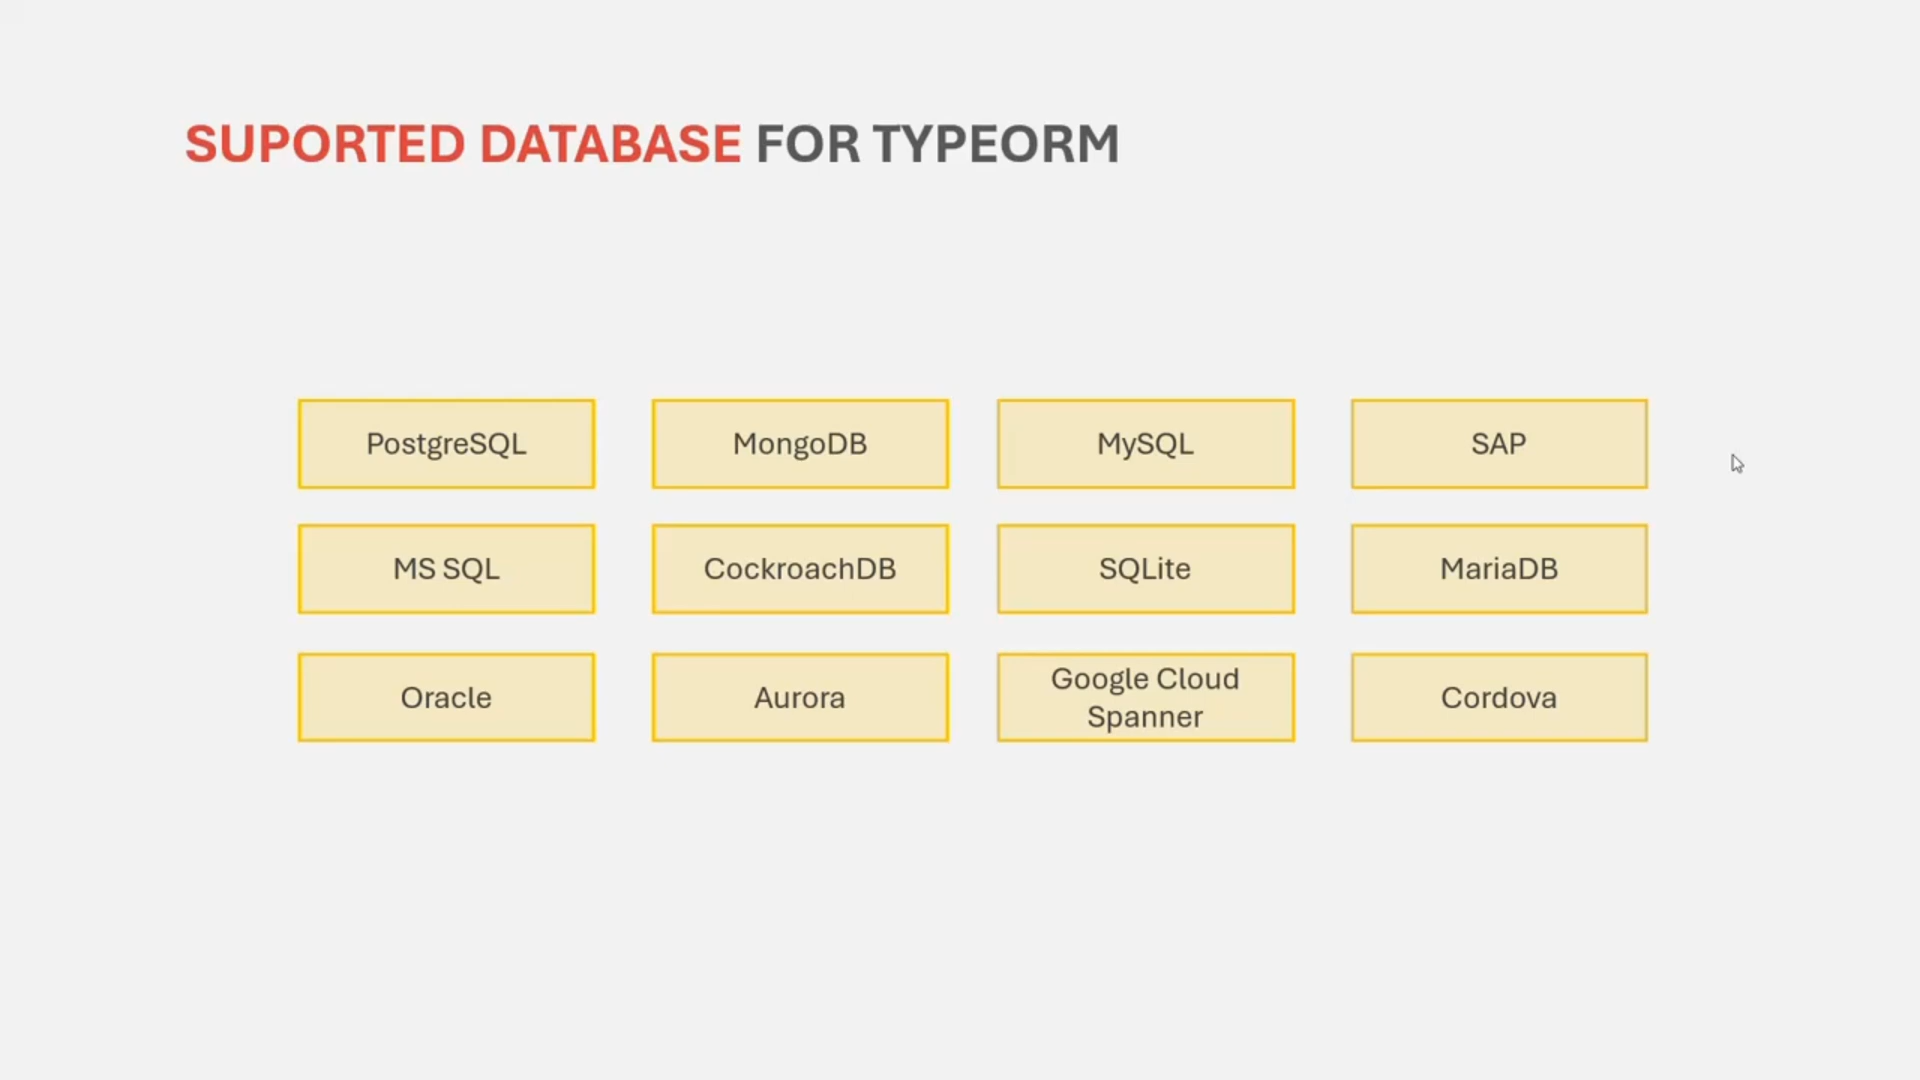 SUPORTED DATABASE FOR TYPEORM
PostgreSQL
MongoDB
MySQL
SAP
MS SQL
CockroachDB
SQLite
MariaDB
Oracle
Aurora
Google Cloud
Spanner
Cordova